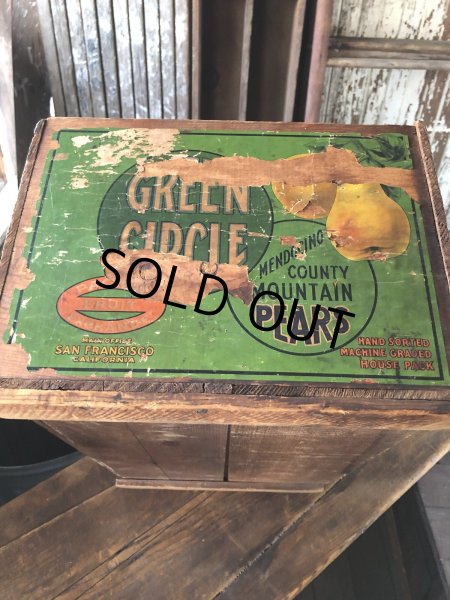 GREEN
CIRCLE
MENDOCINO
COUNTY
MOUNTAIN
PEARS
SOLD OUT
MAIN OFFICE
SAN FRANCISCO
CALIFORNIA
HAND SORTED
MACHINE GRADED
HOUSE PACK